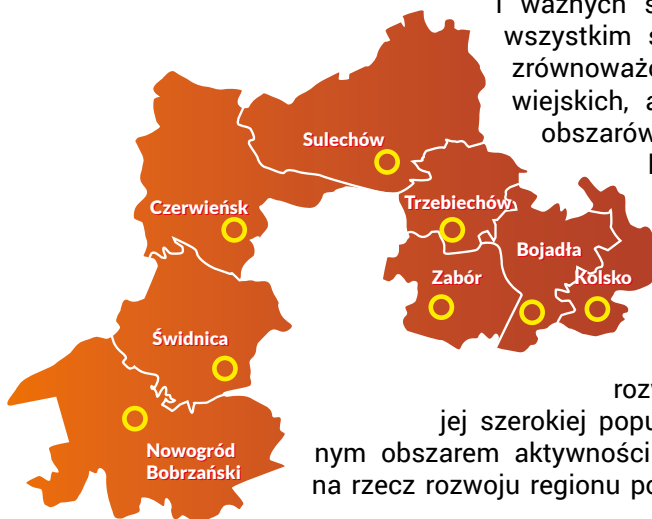 i ważnych s
wszystkim s
zrównoważo
wiejskich, a
obszarów
Sulechów
Trzebiechów
Czerwieńsk
Bojadła
Zabór
Kolsko
Świdnica
rozw
jej szerokiej popu
Nowogród
Bobrzański
nym obszarem aktywności
na rzecz rozwoju regionu po